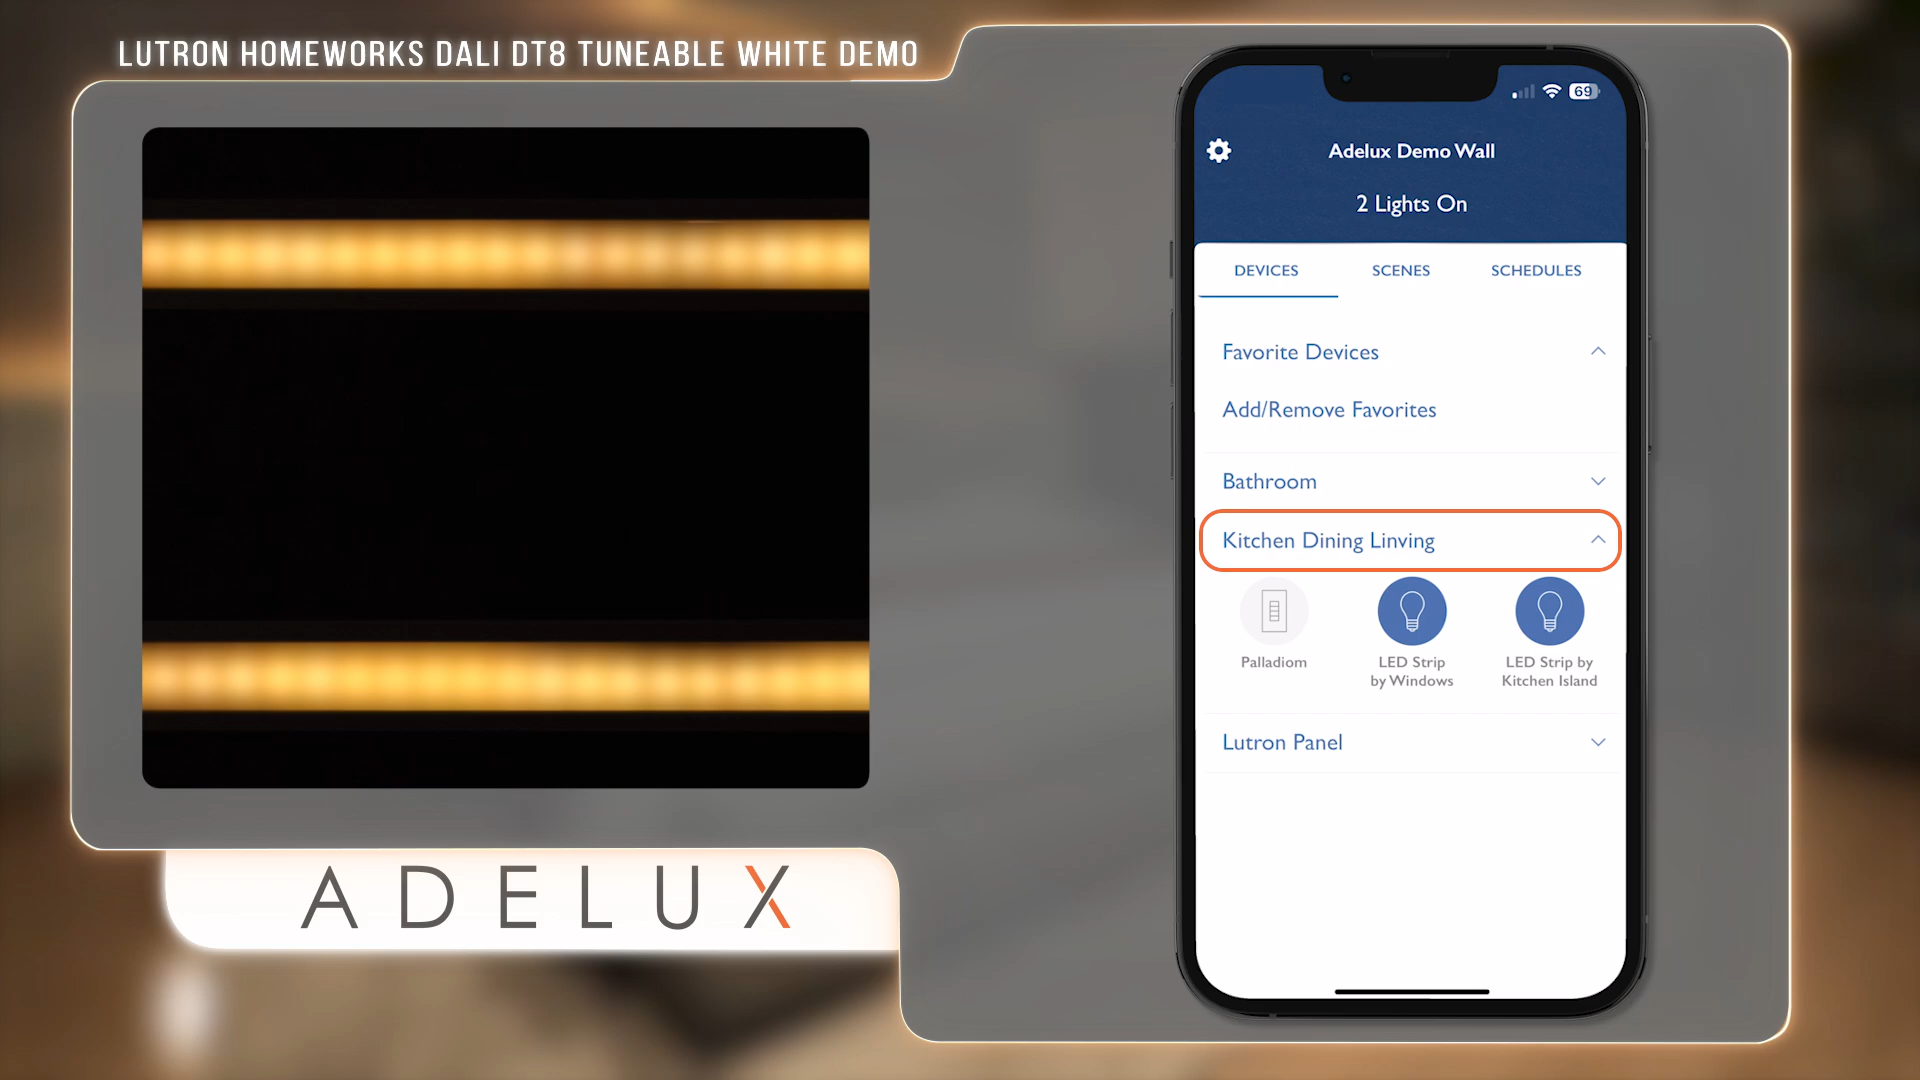 LUTRON HOMEWORKS DALI DT8 TUNEABLE WHITE DEMO
69
Adelux Demo Wall
2 Lights On
DEVICES SCENES SCHEDULES
Favorite Devices
Add/Remove Favorites
Bathroom
Kitchen Dining Linving
Palladiom
LED Strip
by Windows
LED Strip by
Kitchen Island
Lutron Panel
ADELUX